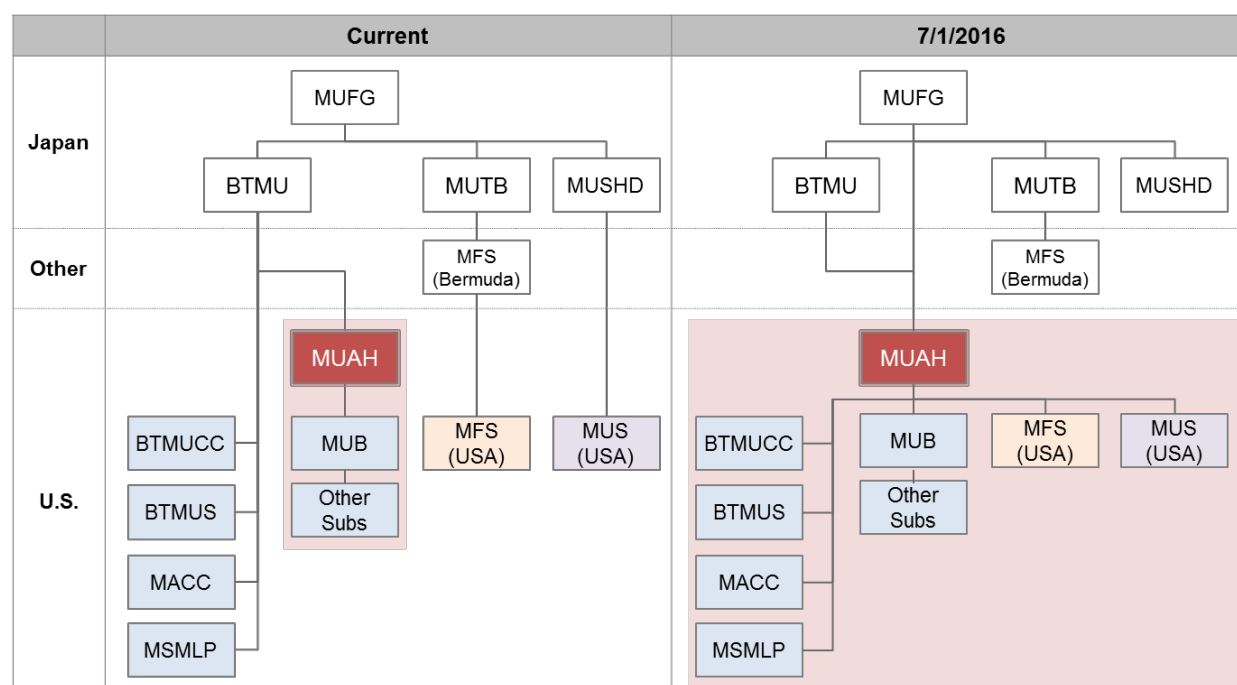 Current
7/1/2016
Japan
MUFG
BTMU
MUTB
MUSHD
MUFG
BTMU
MUTB
MUSHD
Other
MFS
(Bermuda)
MFS
(Bermuda)
U.S.
MUAH
BTMUCC
MUB
MFS
(USA)
MUS
(USA)
BTMUS
Other
Subs
MACC
MSMLP
MUAH
BTMUCC
MUB
MFS
(USA)
MUS
(USA)
BTMUS
Other
Subs
MACC
MSMLP